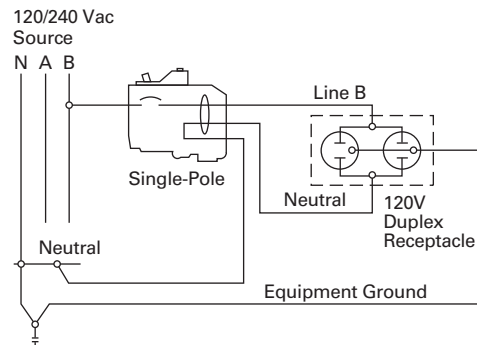 120/240 Vac
Source
N A B
Line B
Single-Pole
Neutral
120V
Duplex
Receptacle
Neutral
Equipment Ground